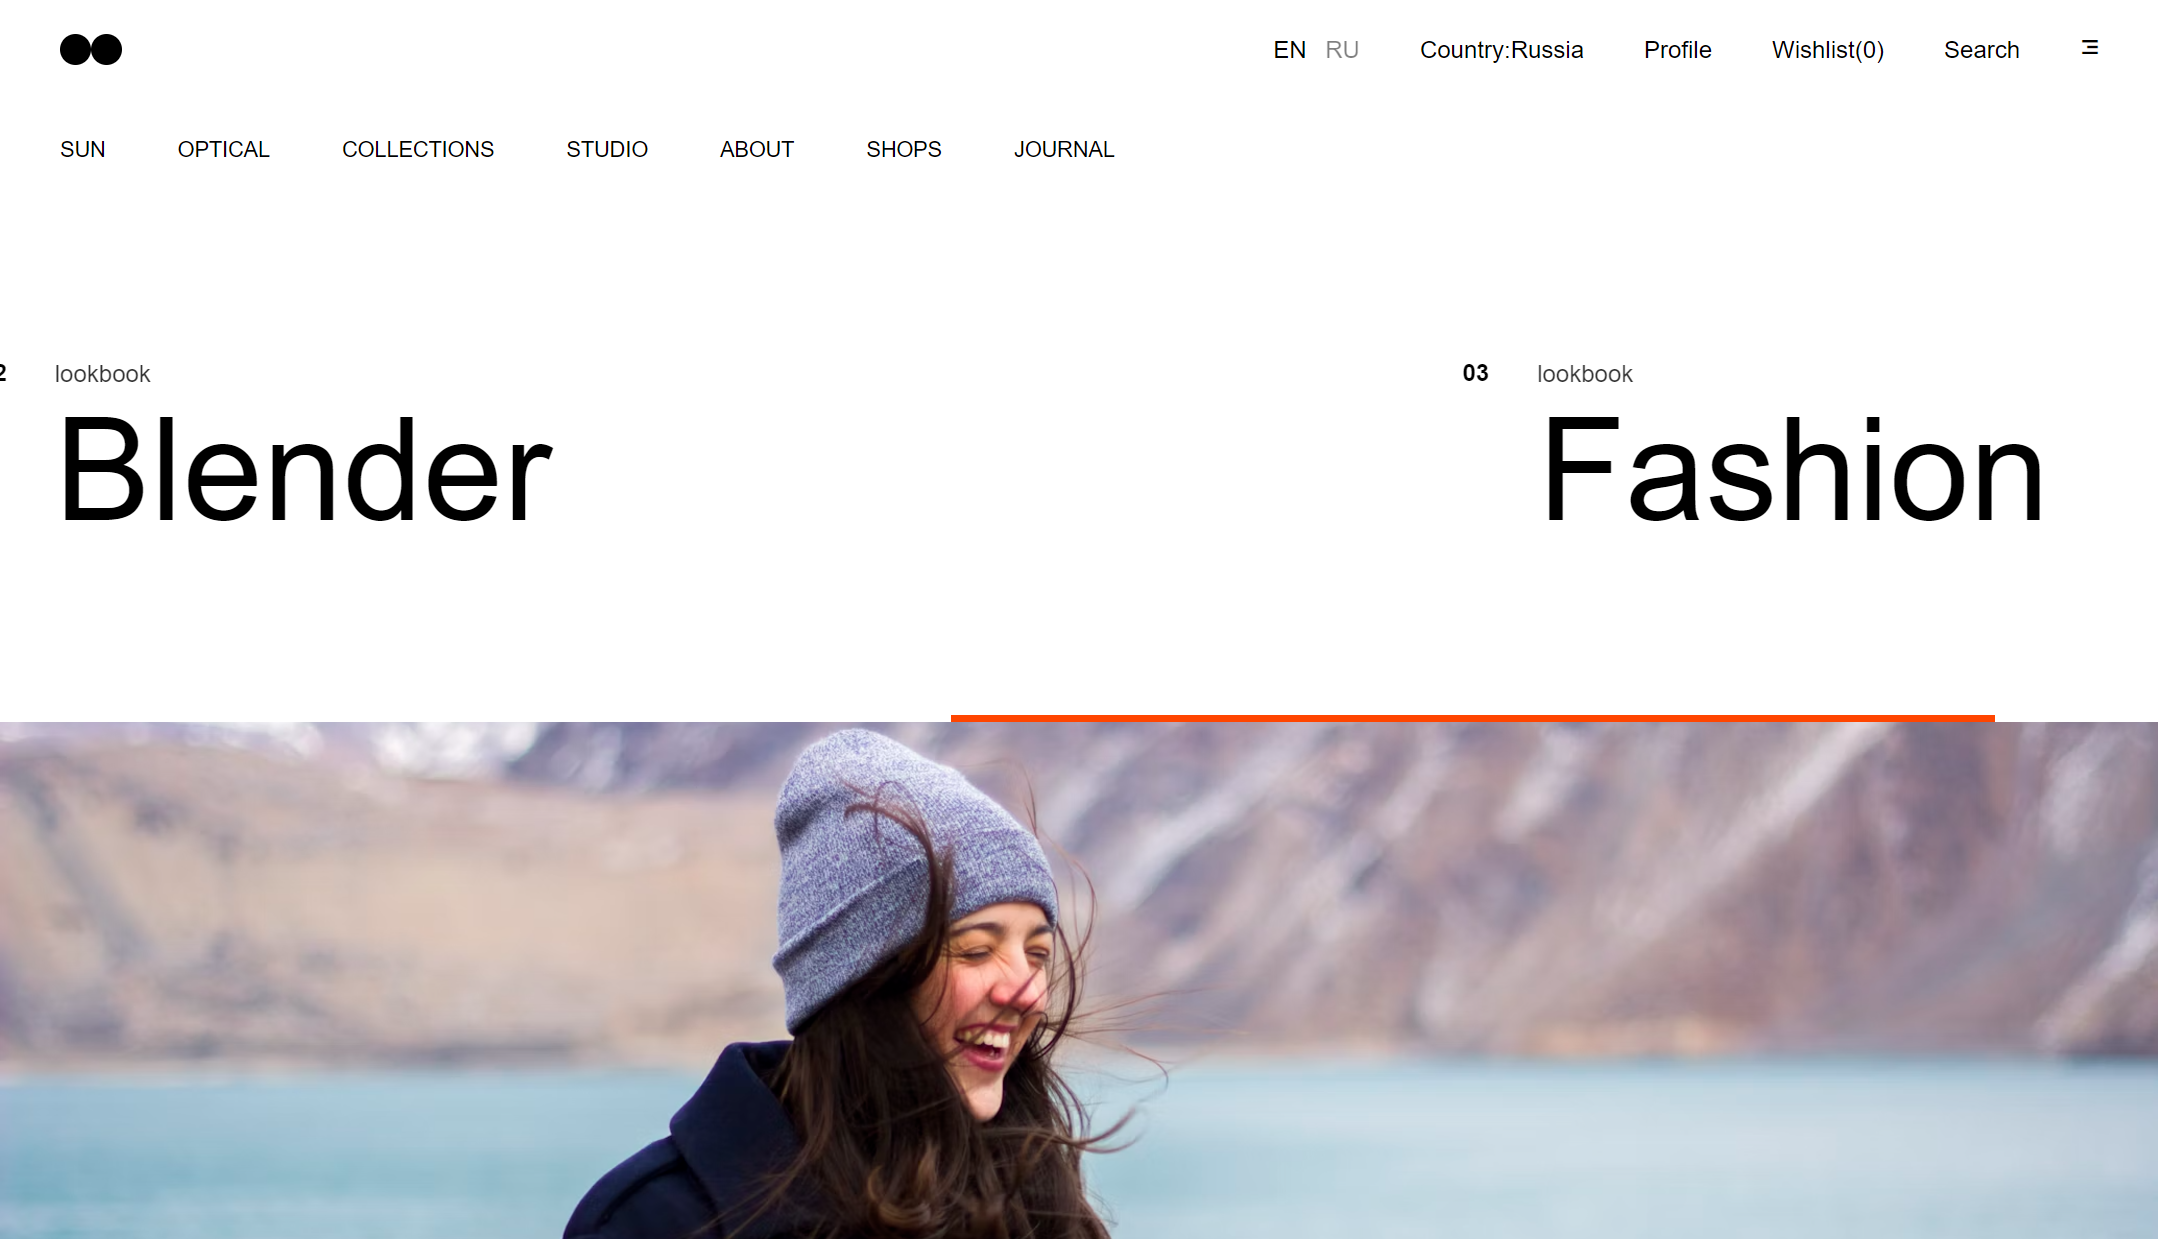 EN RU Country:Russia Profile Wishlist(0) Search
SUN OPTICAL COLLECTIONS STUDIO ABOUT SHOPS JOURNAL
2 lookbook
Blender
03 lookbook
Fashion